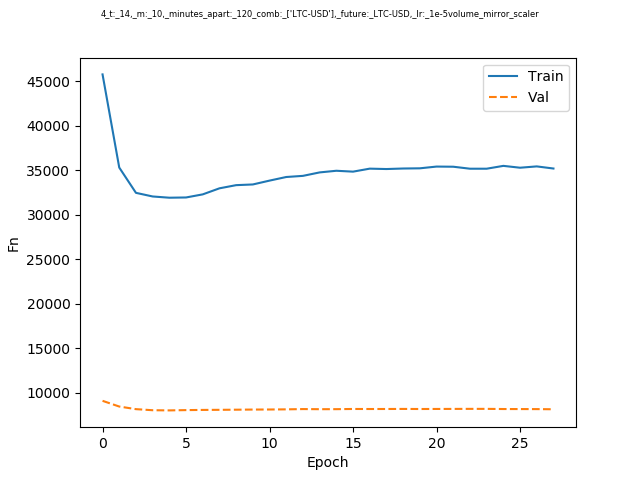 4_t:_14,_m:_10,_minutes_apart:_120_comb:_['LTC-USD'],_future:_LTC-USD,_lr:_1e-5volume_mirror_scaler
Train
Val
45000
40000
35000
30000
25000
20000
15000
10000
Fn
0 5 10 15 20 25
Epoch